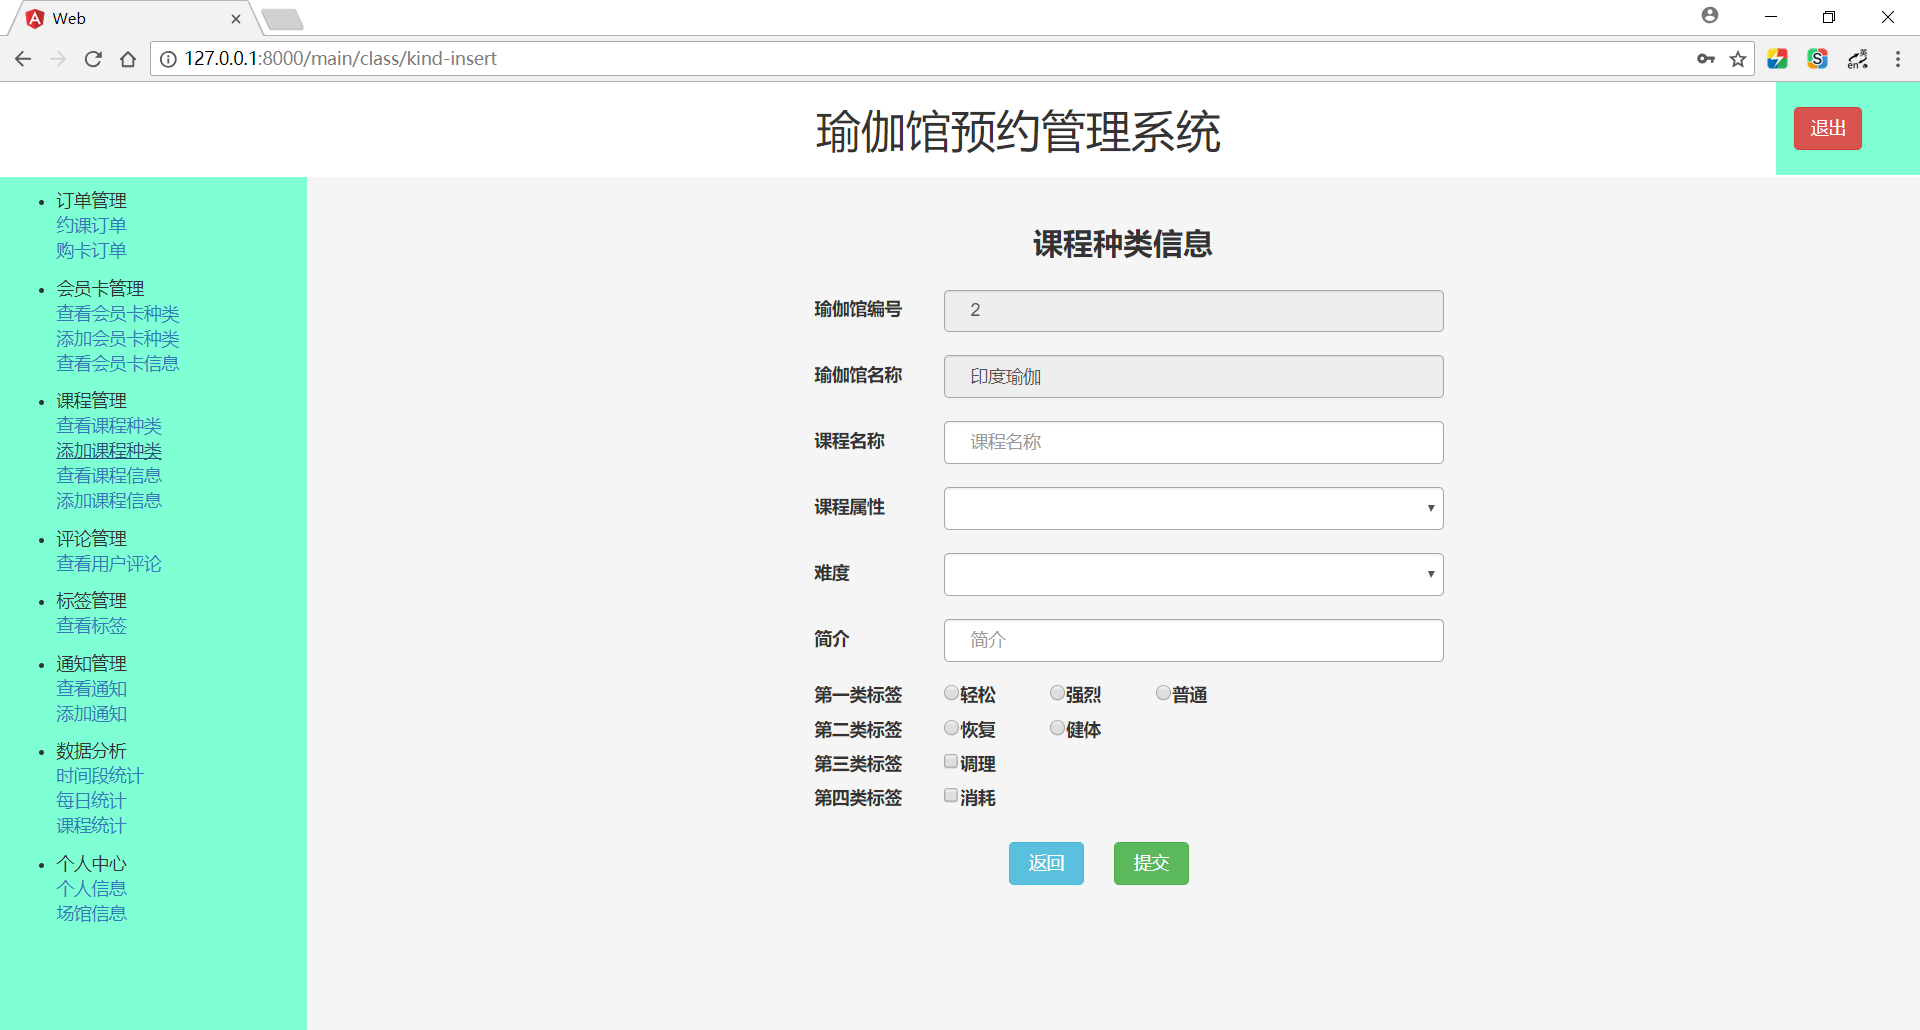 Web
127.0.0.1:8000/main/class/kind-insert
瑜伽馆预约管理系统
退出
订单管理
约课订单
购卡订单
会员卡管理
查看会员卡种类
添加会员卡种类
查看会员卡信息
课程管理
查看课程种类
添加课程种类
查看课程信息
添加课程信息
评论管理
查看用户评论
标签管理
查看标签
通知管理
查看通知
添加通知
数据分析
时间段统计
每日统计
课程统计
个人中心
个人信息
场馆信息
课程种类信息
瑜伽馆编号 2
瑜伽馆名称 印度瑜伽
课程名称 课程名称
课程属性
难度
简介 简介
第一类标签 轻松 强烈 普通
第二类标签 恢复 健体
第三类标签 调理
第四类标签 消耗
返回 提交